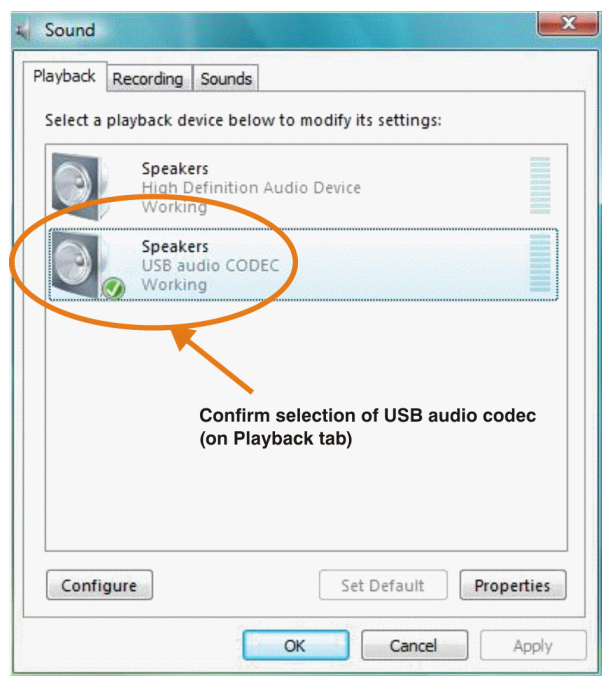 Sound
Playback Recording Sounds
Select a playback device below to modify its settings:
Speakers
High Definition Audio Device
Working
Speakers
USB audio CODEC
Working
Confirm selection of USB audio codec
(on Playback tab)
Configure Set Default Properties
OK Cancel Apply